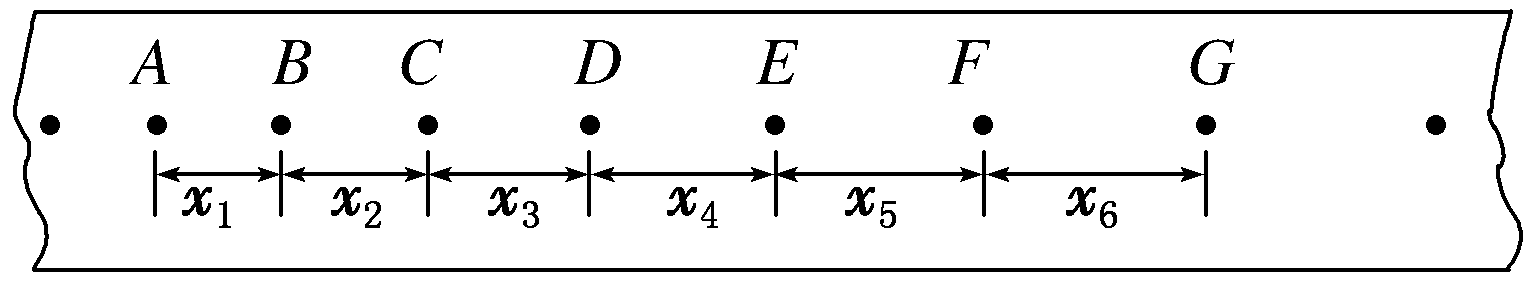 A B C D E F G
x₁ x₂ x₃ x₄ x₅ x₆